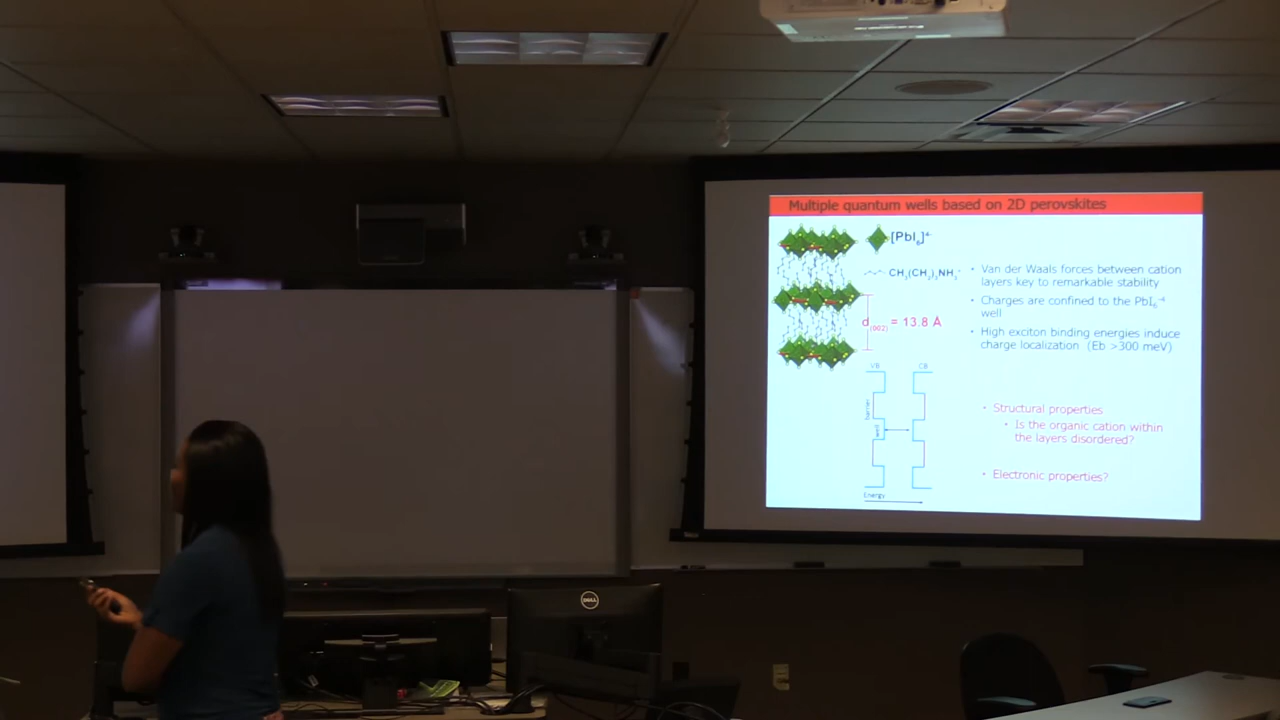 Multiple quantum wells based on 2D perovskites
[PbI₆]⁴⁻
CH₃(CH₂)₃NH₃⁺
d₍₀₀₂₎ = 13.8 Å
• Van der Waals forces between cation
layers key to remarkable stability
• Charges are confined to the PbI₆⁻⁴
well
• High exciton binding energies induce
charge localization (Eb >300 meV)
VB
CB
barrier
well
Energy
• Structural properties
• Is the organic cation within
the layers disordered?
• Electronic properties?
DELL